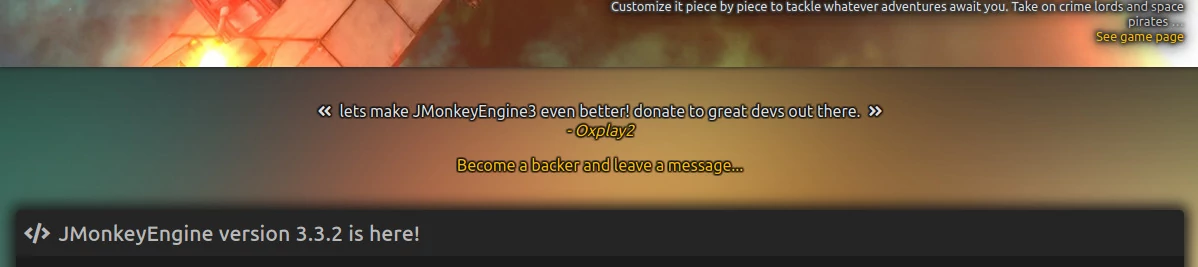 Customize it piece by piece to tackle whatever adventures await you. Take on crime lords and space
pirates ...
See game page
« lets make JMonkeyEngine3 even better! donate to great devs out there. »
- Oxplay2
Become a backer and leave a message...
</> JMonkeyEngine version 3.3.2 is here!